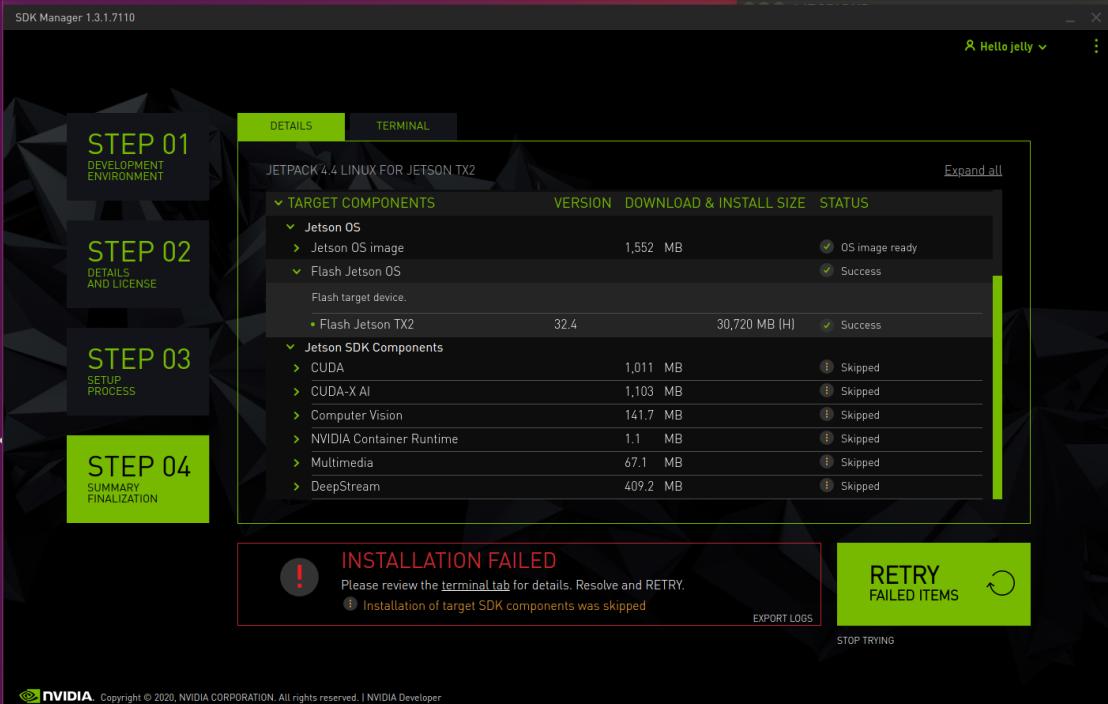 SDK Manager 1.3.1.7110
Hello jelly
STEP 01
DEVELOPMENT
ENVIRONMENT
STEP 02
DETAILS
AND LICENSE
STEP 03
SETUP
PROCESS
STEP 04
SUMMARY
FINALIZATION
DETAILS TERMINAL
JETPACK 4.4 LINUX FOR JETSON TX2 Expand all
TARGET COMPONENTS VERSION DOWNLOAD & INSTALL SIZE STATUS
Jetson OS
Jetson OS image 1,552 MB OS image ready
Flash Jetson OS Success
Flash target device.
Flash Jetson TX2 32.4 30,720 MB (H) Success
Jetson SDK Components
CUDA 1,011 MB Skipped
CUDA-X AI 1,103 MB Skipped
Computer Vision 141.7 MB Skipped
NVIDIA Container Runtime 1.1 MB Skipped
Multimedia 67.1 MB Skipped
DeepStream 409.2 MB Skipped
INSTALLATION FAILED
Please review the terminal tab for details. Resolve and RETRY.
Installation of target SDK components was skipped
EXPORT LOGS
RETRY
FAILED ITEMS
STOP TRYING
NVIDIA. Copyright © 2020, NVIDIA CORPORATION. All rights reserved. | NVIDIA Developer